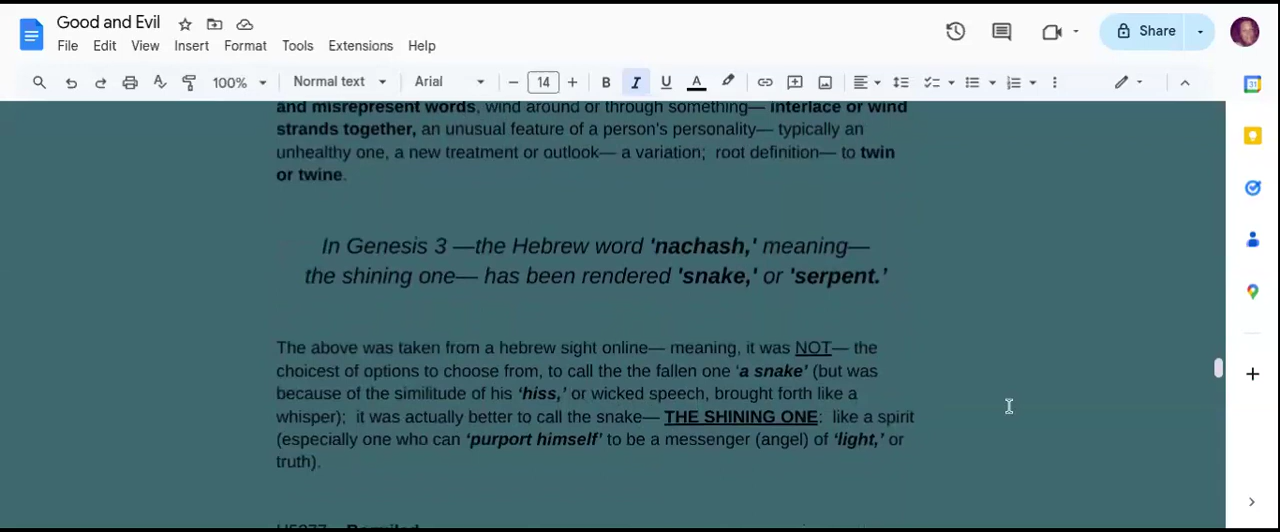 Good and Evil
File Edit View Insert Format Tools Extensions Help
Share
100% Normal text Arial 14 B I U A
and misrepresent words, wind around or through something— interlace or wind
strands together, an unusual feature of a person's personality— typically an
unhealthy one, a new treatment or outlook— a variation; root definition— to twin
or twine.
In Genesis 3 —the Hebrew word 'nachash,' meaning—
the shining one— has been rendered 'snake,' or 'serpent.’
The above was taken from a hebrew sight online— meaning, it was NOT— the
choicest of options to choose from, to call the the fallen one ‘a snake’ (but was
because of the similitude of his ‘hiss,’ or wicked speech, brought forth like a
whisper); it was actually better to call the snake— THE SHINING ONE: like a spirit
(especially one who can ‘purport himself’ to be a messenger (angel) of ‘light,’ or
truth).